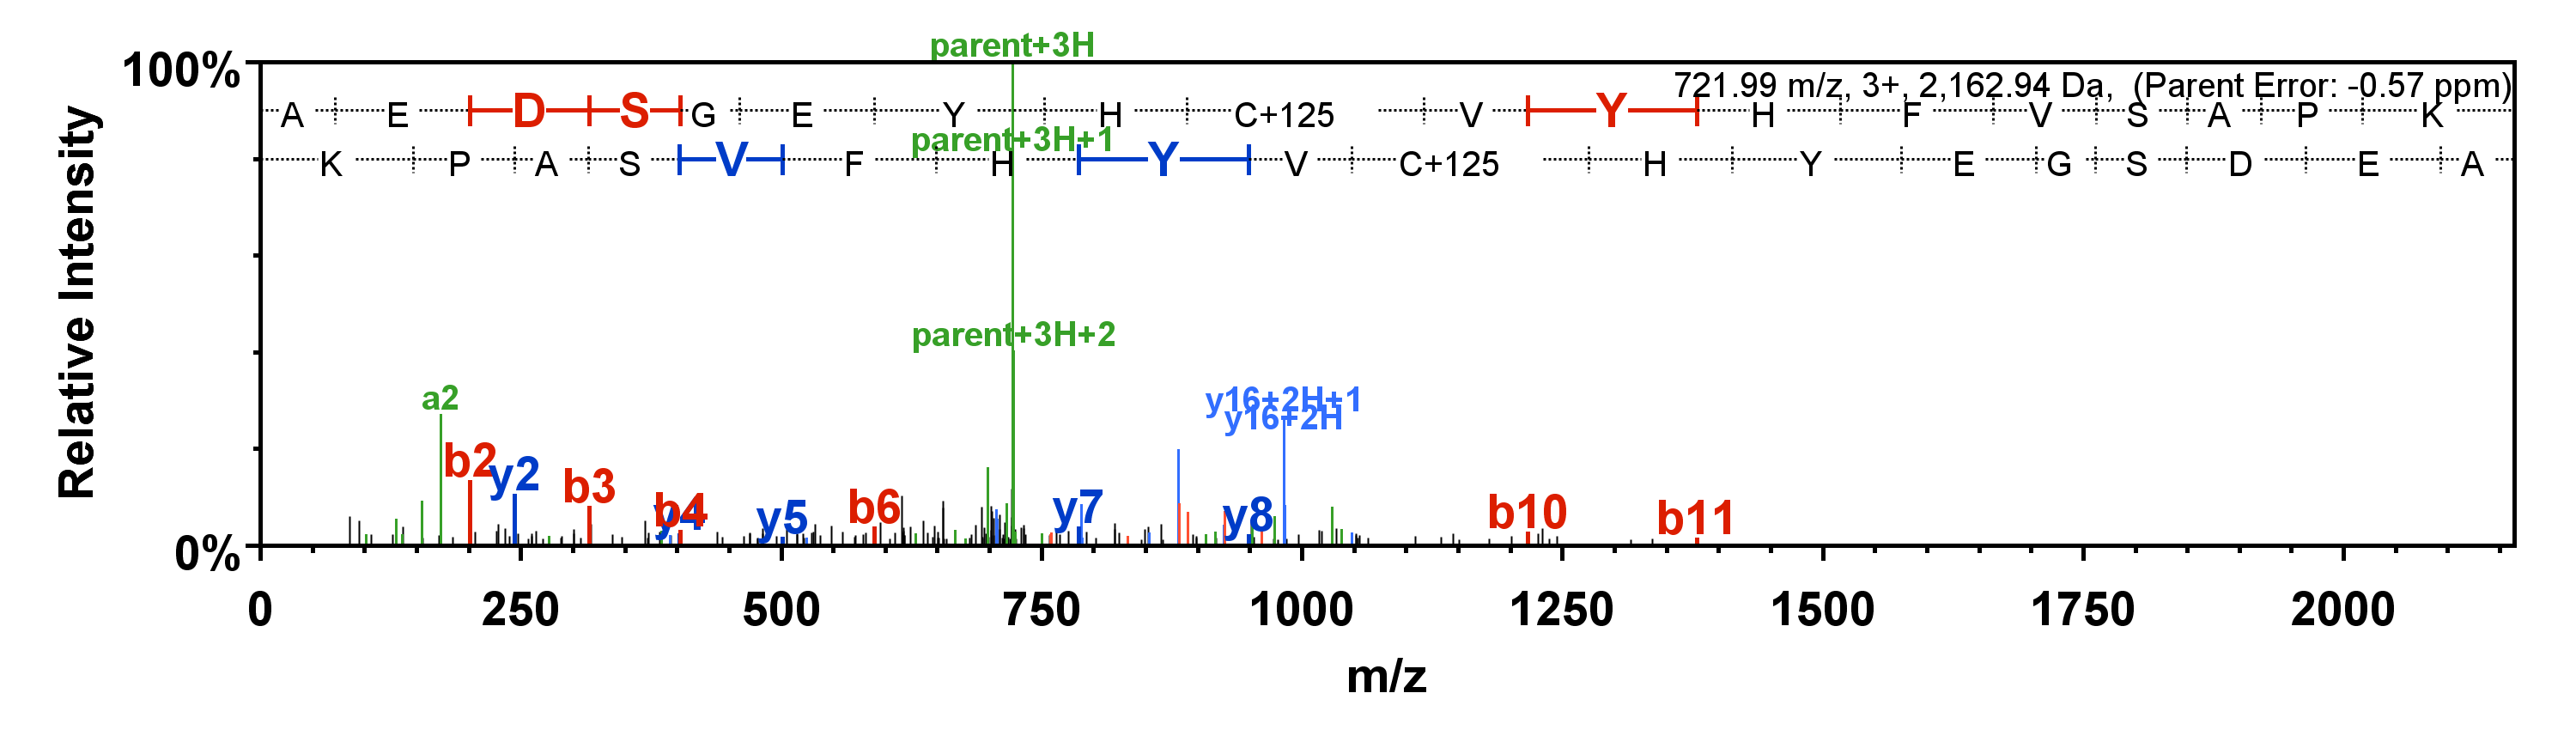 parent+3H
100%
721.99 m/z, 3+, 2,162.94 Da, (Parent Error: -0.57 ppm)
A E D S G E Y H C+125 V Y H F V S A P K
parent+3H+1
K P A S V F H Y V C+125 H Y E G S D E A
Relative Intensity
parent+3H+2
a2
y16+2H+1
y16+2H
b2
y2
b3
y4
b4
y5
b6
y7
y8
b10
b11
0%
0 250 500 750 1000 1250 1500 1750 2000
m/z